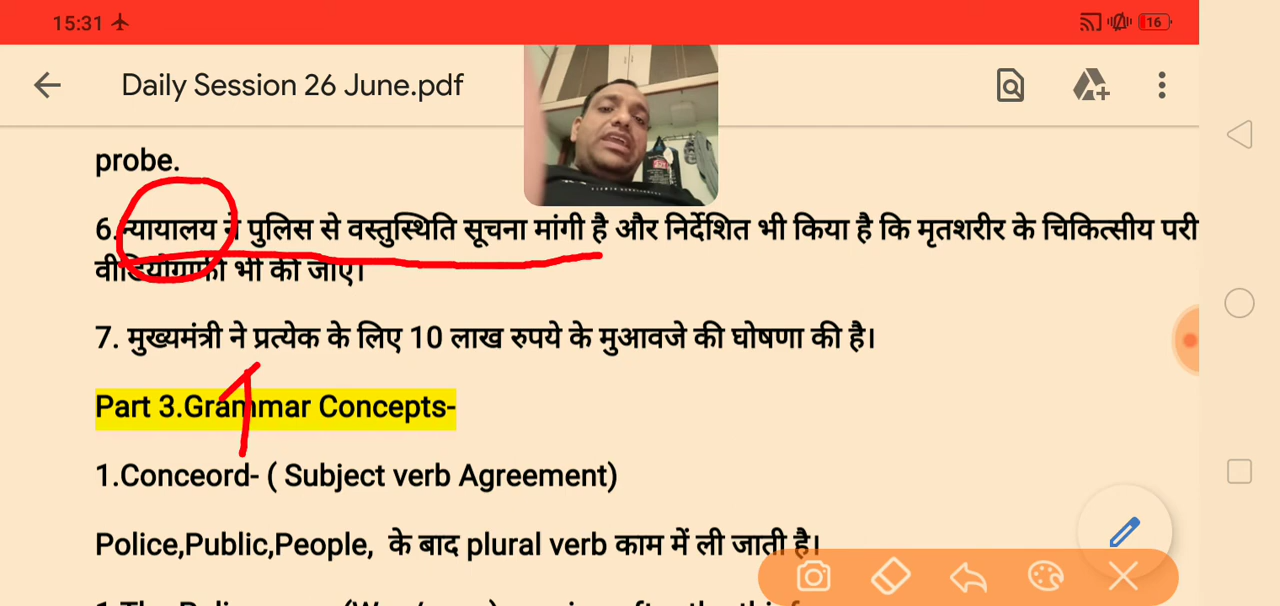 15:31
16
Daily Session 26 June.pdf
probe.
6.न्यायालय ने पुलिस से वस्तुस्थिति सूचना मांगी है और निर्देशित भी किया है कि मृतशरीर के चिकित्सीय परी
वीडियोग्राफी भी की जाए।
7. मुख्यमंत्री ने प्रत्येक के लिए 10 लाख रुपये के मुआवजे की घोषणा की है।
Part 3.Grammar Concepts-
1.Conceord- ( Subject verb Agreement)
Police,Public,People, के बाद plural verb काम में ली जाती है।